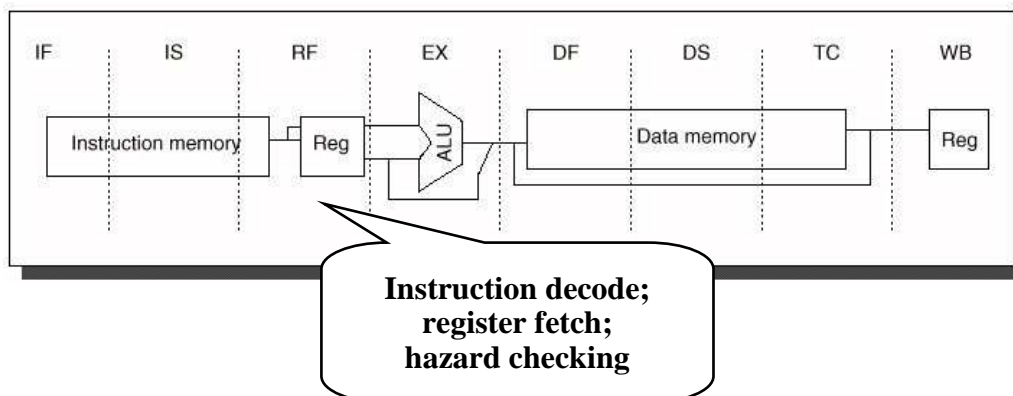 IF IS RF EX DF DS TC WB
Instruction memory Reg ALU Data memory Reg
Instruction decode;
register fetch;
hazard checking